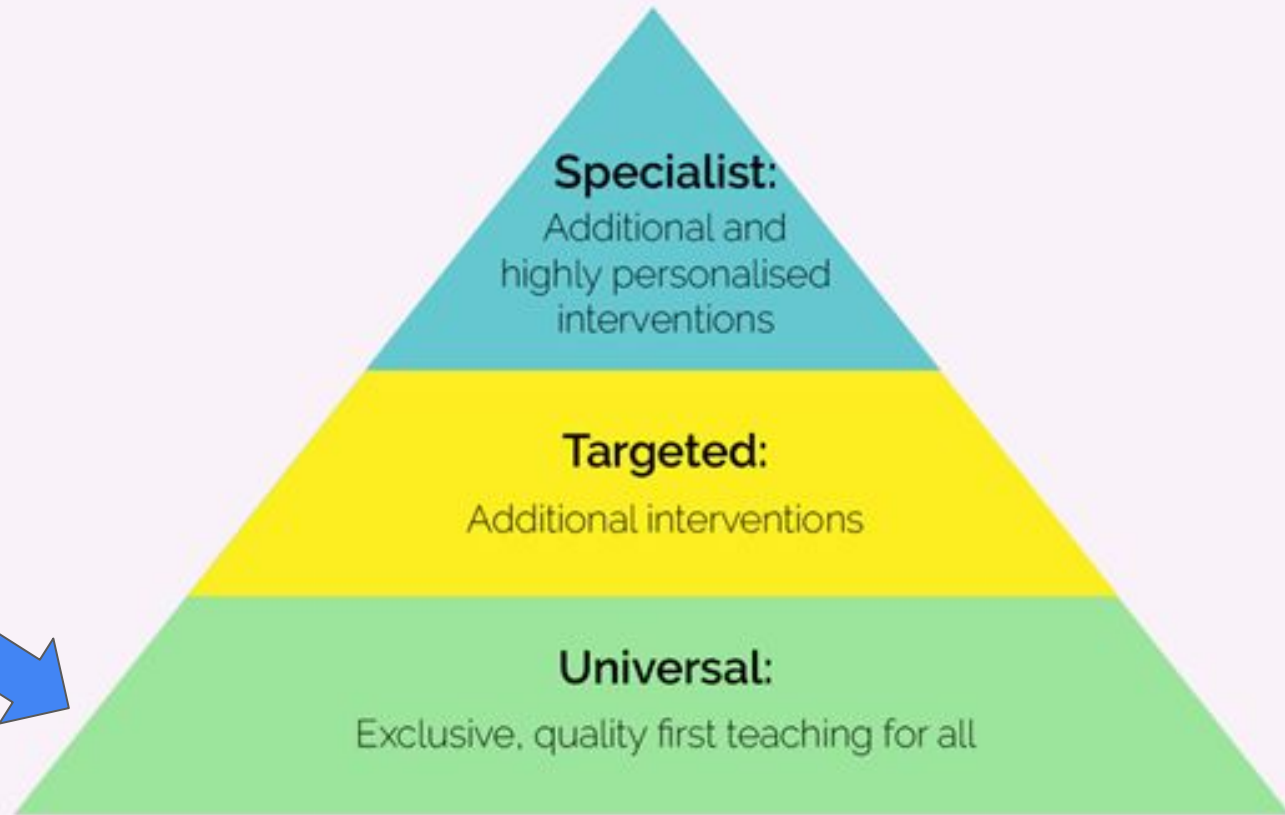 Specialist:
Additional and
highly personalised
interventions
Targeted:
Additional interventions
Universal:
Exclusive, quality first teaching for all